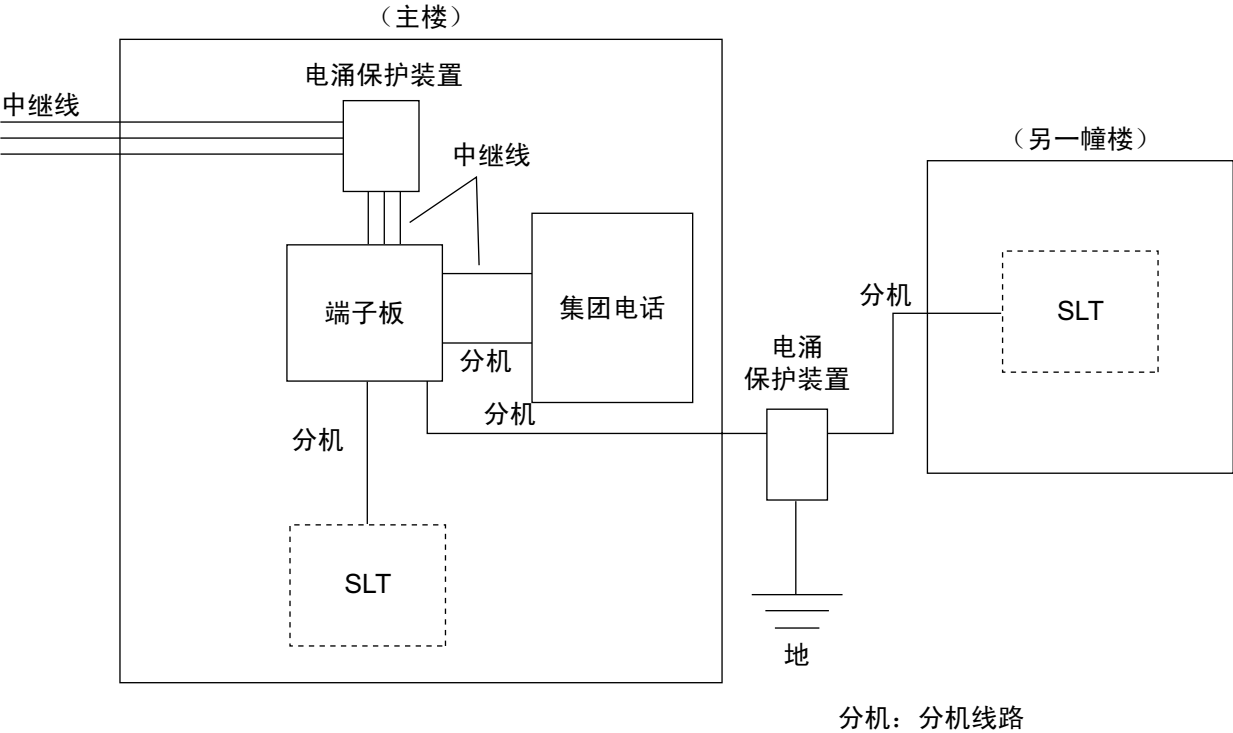 （主楼）
电涌保护装置
中继线
中继线
（另一幢楼）
端子板
集团电话
分机
SLT
分机
电涌
保护装置
分机
分机
SLT
地
分机：分机线路